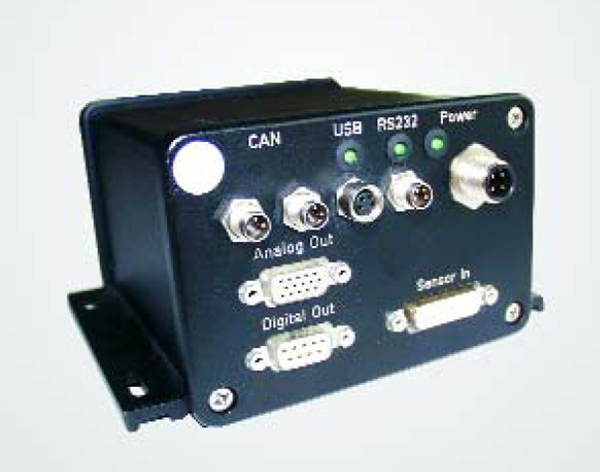 CAN
USB
RS232
Power
Analog Out
Sensor In
Digital Out